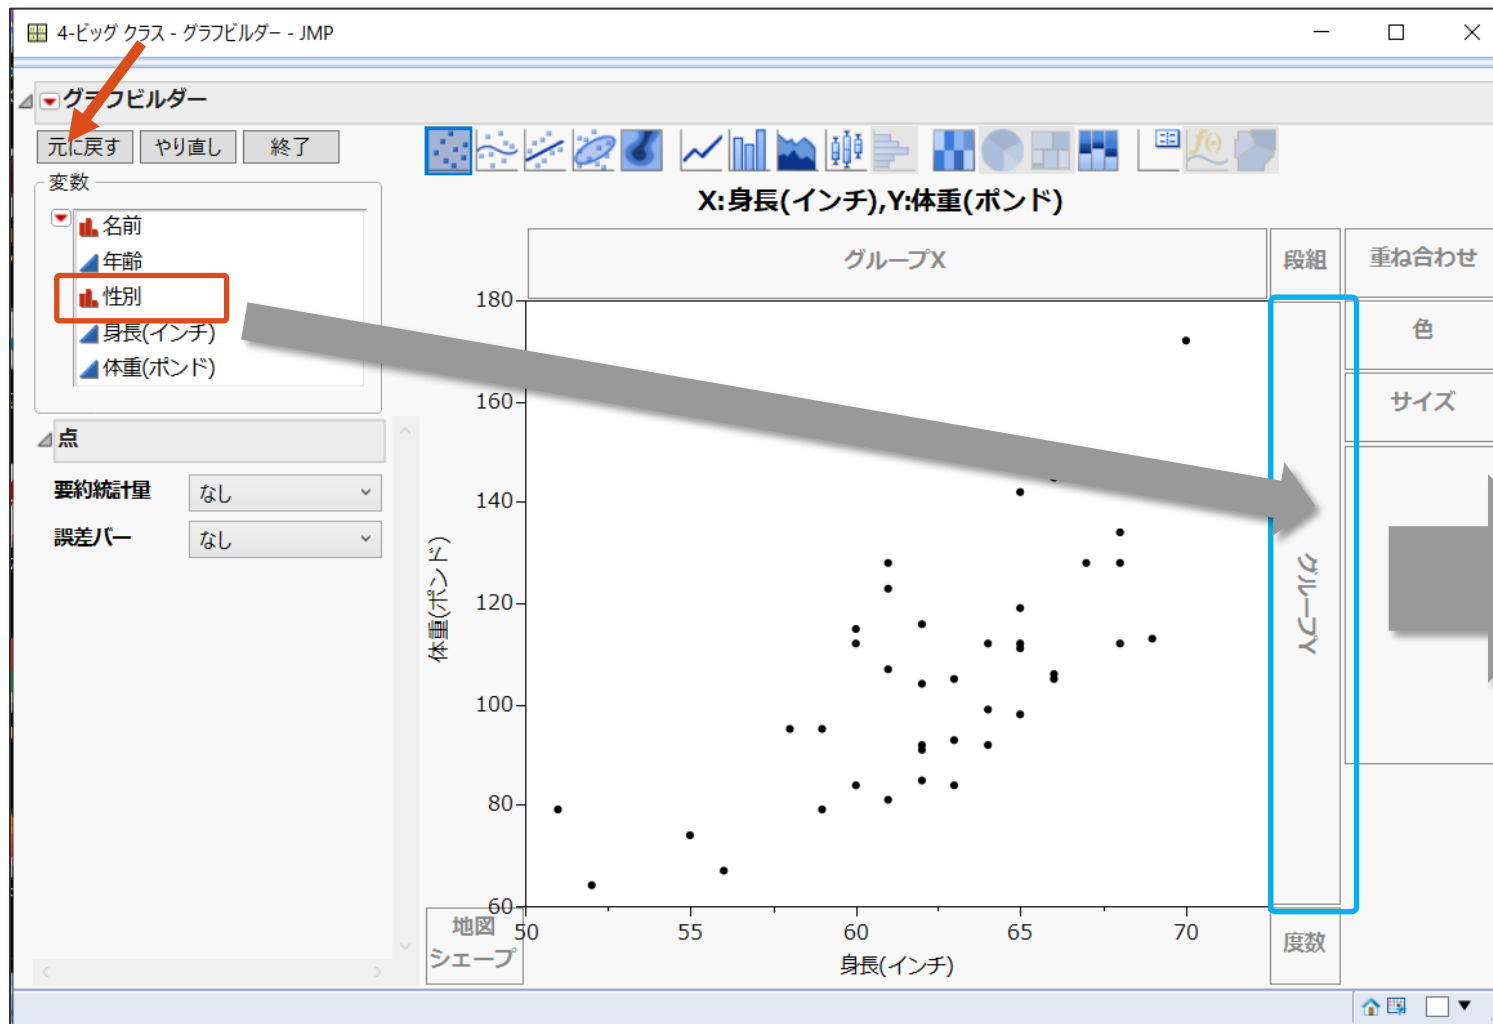 4-ビッグ クラス - グラフビルダー - JMP
グラフビルダー
元に戻す やり直し 終了
変数
名前
年齢
性別
身長(インチ)
体重(ポンド)
点
要約統計量 なし
誤差バー なし
X:身長(インチ),Y:体重(ポンド)
グループX
段組
重ね合わせ
色
サイズ
グループY
180
160
140
120
100
80
60
体重(ポンド)
50 55 60 65 70
身長(インチ)
地図
シェープ
度数